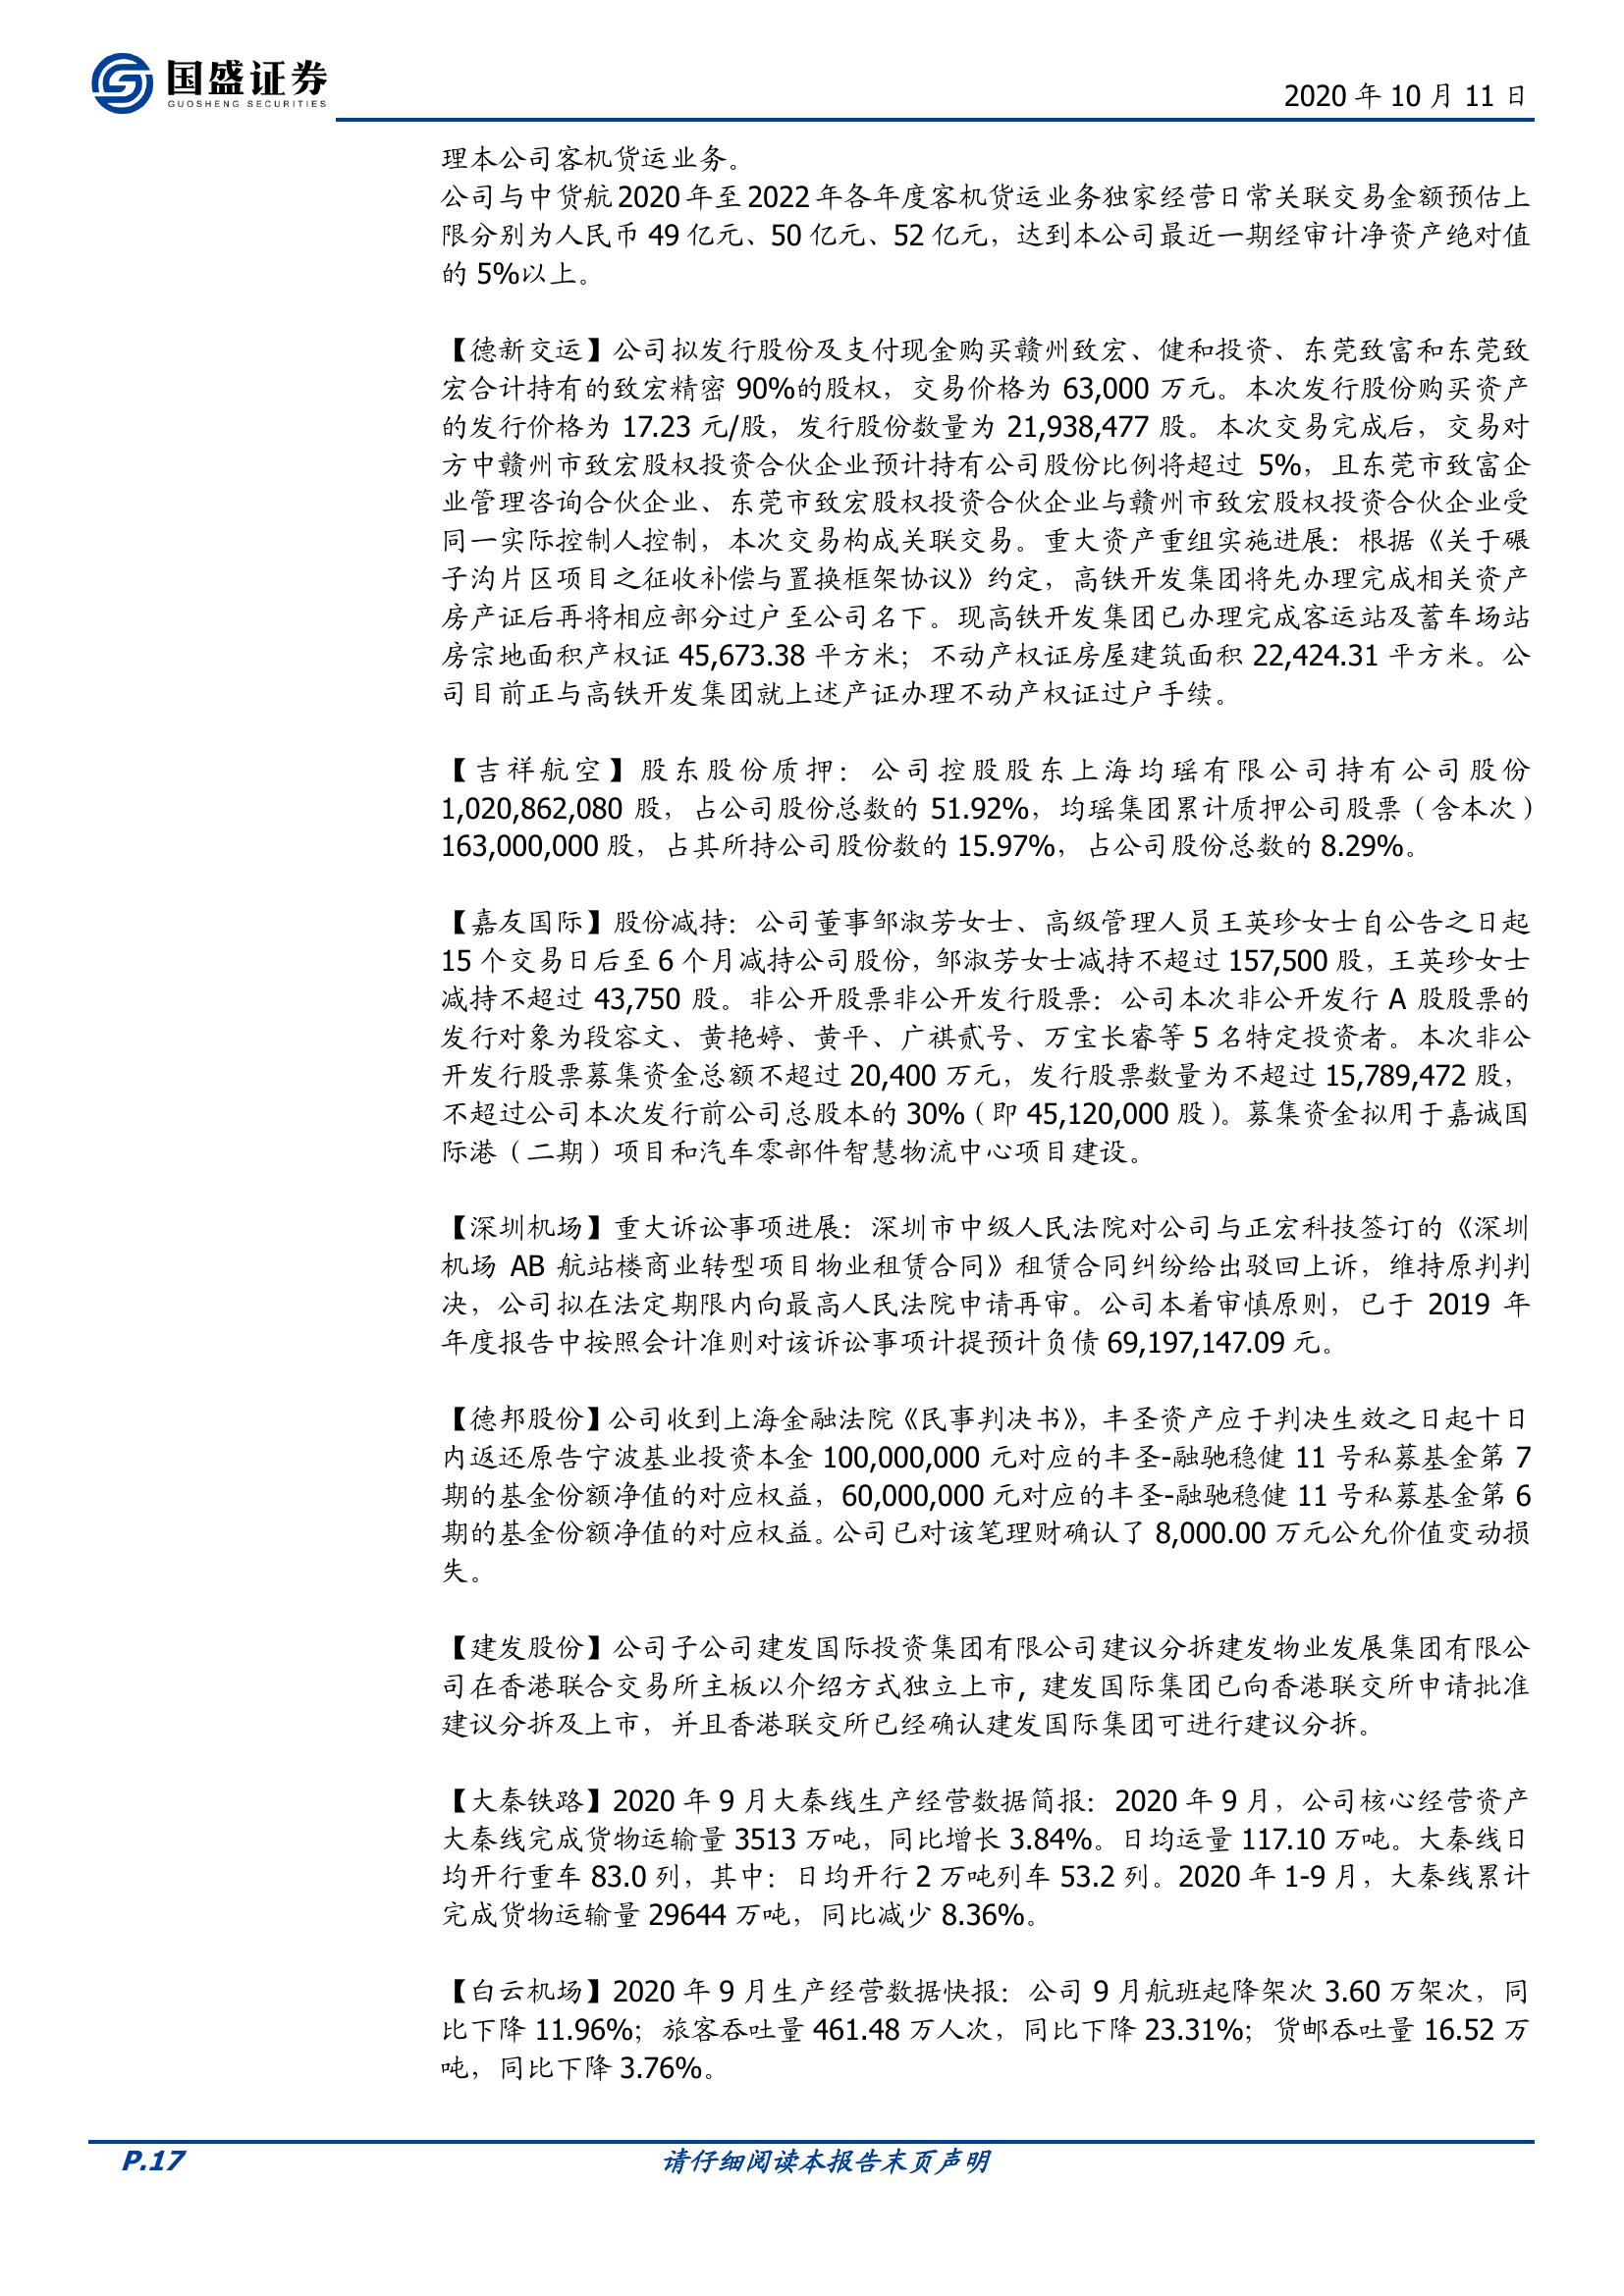 国盛证券
GUOSHENG SECURITIES
2020 年 10 月 11 日
理本公司客机货运业务。
公司与中货航 2020 年至 2022 年各年度客机货运业务独家经营日常关联交易金额预估上
限分别为人民币 49 亿元、50 亿元、52 亿元，达到本公司最近一期经审计净资产绝对值
的 5%以上。
【德新交运】公司拟发行股份及支付现金购买赣州致宏、健和投资、东莞致富和东莞致
宏合计持有的致宏精密 90%的股权，交易价格为 63,000 万元。本次发行股份购买资产
的发行价格为 17.23 元/股，发行股份数量为 21,938,477 股。本次交易完成后，交易对
方中赣州市致宏股权投资合伙企业预计持有公司股份比例将超过 5%，且东莞市致富企
业管理咨询合伙企业、东莞市致宏股权投资合伙企业与赣州市致宏股权投资合伙企业受
同一实际控制人控制，本次交易构成关联交易。重大资产重组实施进展：根据《关于碾
子沟片区项目之征收补偿与置换框架协议》约定，高铁开发集团将先办理完成相关资产
房产证后再将相应部分过户至公司名下。现高铁开发集团已办理完成客运站及蓄车场站
房宗地面积产权证 45,673.38 平方米；不动产权证房屋建筑面积 22,424.31 平方米。公
司目前正与高铁开发集团就上述产证办理不动产权证过户手续。
【吉祥航空】股东股份质押：公司控股股东上海均瑶有限公司持有公司股份
1,020,862,080 股，占公司股份总数的 51.92%，均瑶集团累计质押公司股票（含本次）
163,000,000 股，占其所持公司股份数的 15.97%，占公司股份总数的 8.29%。
【嘉友国际】股份减持：公司董事邹淑芳女士、高级管理人员王英珍女士自公告之日起
15 个交易日后至 6 个月减持公司股份，邹淑芳女士减持不超过 157,500 股，王英珍女士
减持不超过 43,750 股。非公开股票非公开发行股票：公司本次非公开发行 A 股股票的
发行对象为段容文、黄艳婷、黄平、广祺贰号、万宝长睿等 5 名特定投资者。本次非公
开发行股票募集资金总额不超过 20,400 万元，发行股票数量为不超过 15,789,472 股，
不超过公司本次发行前公司总股本的 30%（即 45,120,000 股）。募集资金拟用于嘉诚国
际港（二期）项目和汽车零部件智慧物流中心项目建设。
【深圳机场】重大诉讼事项进展：深圳市中级人民法院对公司与正宏科技签订的《深圳
机场 AB 航站楼商业转型项目物业租赁合同》租赁合同纠纷给出驳回上诉，维持原判判
决，公司拟在法定期限内向最高人民法院申请再审。公司本着审慎原则，已于 2019 年
年度报告中按照会计准则对该诉讼事项计提预计负债 69,197,147.09 元。
【德邦股份】公司收到上海金融法院《民事判决书》，丰圣资产应于判决生效之日起十日
内返还原告宁波基业投资本金 100,000,000 元对应的丰圣-融驰稳健 11 号私募基金第 7
期的基金份额净值的对应权益，60,000,000 元对应的丰圣-融驰稳健 11 号私募基金第 6
期的基金份额净值的对应权益。公司已对该笔理财确认了 8,000.00 万元公允价值变动损
失。
【建发股份】公司子公司建发国际投资集团有限公司建议分拆建发物业发展集团有限公
司在香港联合交易所主板以介绍方式独立上市，建发国际集团已向香港联交所申请批准
建议分拆及上市，并且香港联交所已经确认建发国际集团可进行建议分拆。
【大秦铁路】2020 年 9 月大秦线生产经营数据简报：2020 年 9 月，公司核心经营资产
大秦线完成货物运输量 3513 万吨，同比增长 3.84%。日均运量 117.10 万吨。大秦线日
均开行重车 83.0 列，其中：日均开行 2 万吨列车 53.2 列。2020 年 1-9 月，大秦线累计
完成货物运输量 29644 万吨，同比减少 8.36%。
【白云机场】2020 年 9 月生产经营数据快报：公司 9 月航班起降架次 3.60 万架次，同
比下降 11.96%；旅客吞吐量 461.48 万人次，同比下降 23.31%；货邮吞吐量 16.52 万
吨，同比下降 3.76%。
P.17
请仔细阅读本报告末页声明